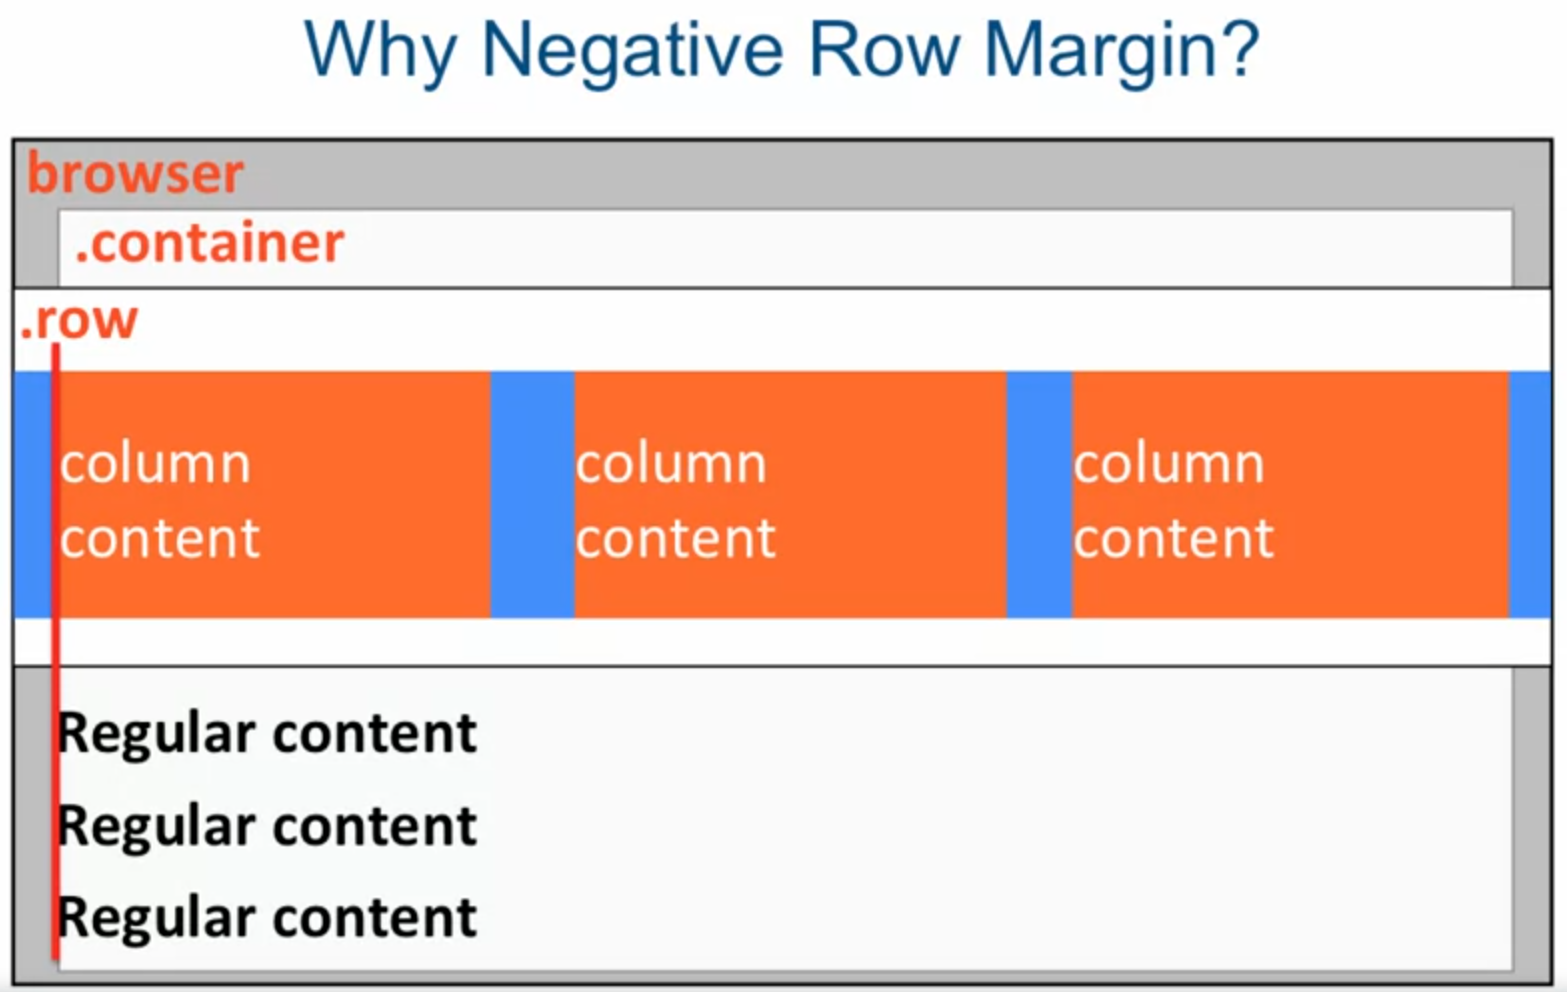 Why Negative Row Margin?
browser
.container
.row
column
content
column
content
column
content
Regular content
Regular content
Regular content